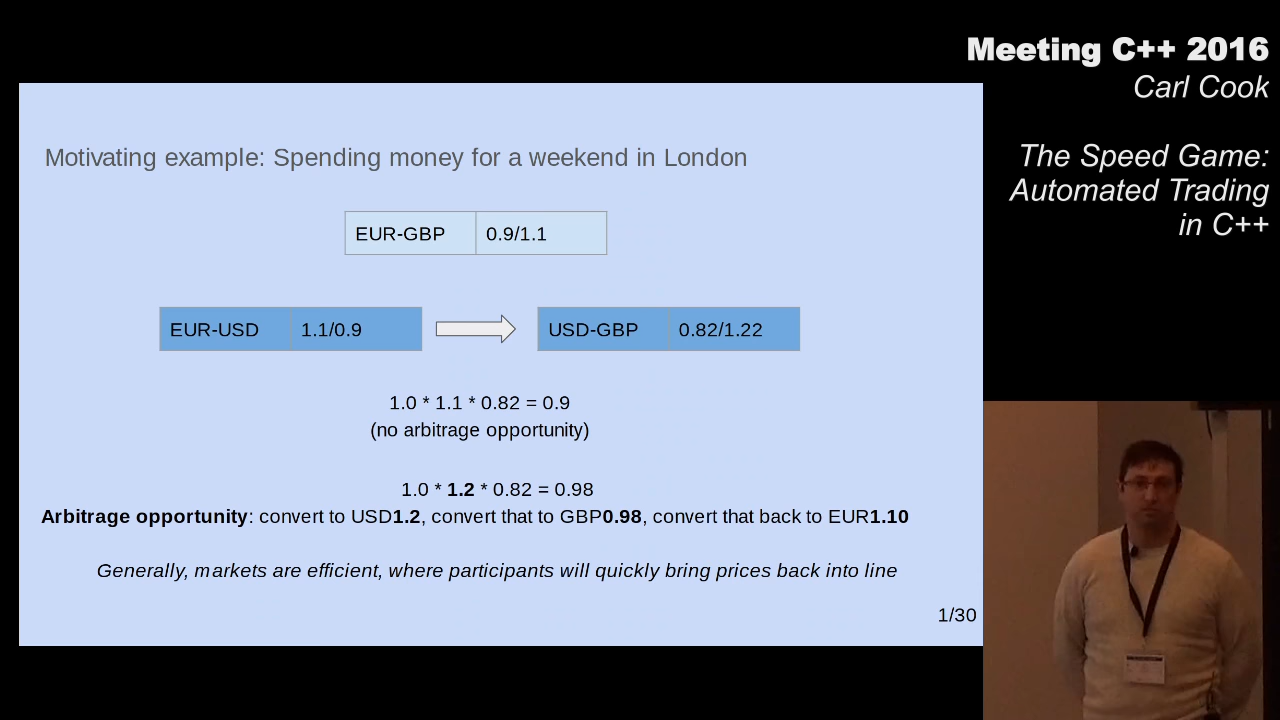 Meeting C++ 2016
Carl Cook
The Speed Game:
Automated Trading
in C++
Motivating example: Spending money for a weekend in London
EUR-GBP 0.9/1.1
EUR-USD 1.1/0.9 USD-GBP 0.82/1.22
1.0 * 1.1 * 0.82 = 0.9
(no arbitrage opportunity)
1.0 * 1.2 * 0.82 = 0.98
Arbitrage opportunity: convert to USD1.2, convert that to GBP0.98, convert that back to EUR1.10
Generally, markets are efficient, where participants will quickly bring prices back into line
1/30